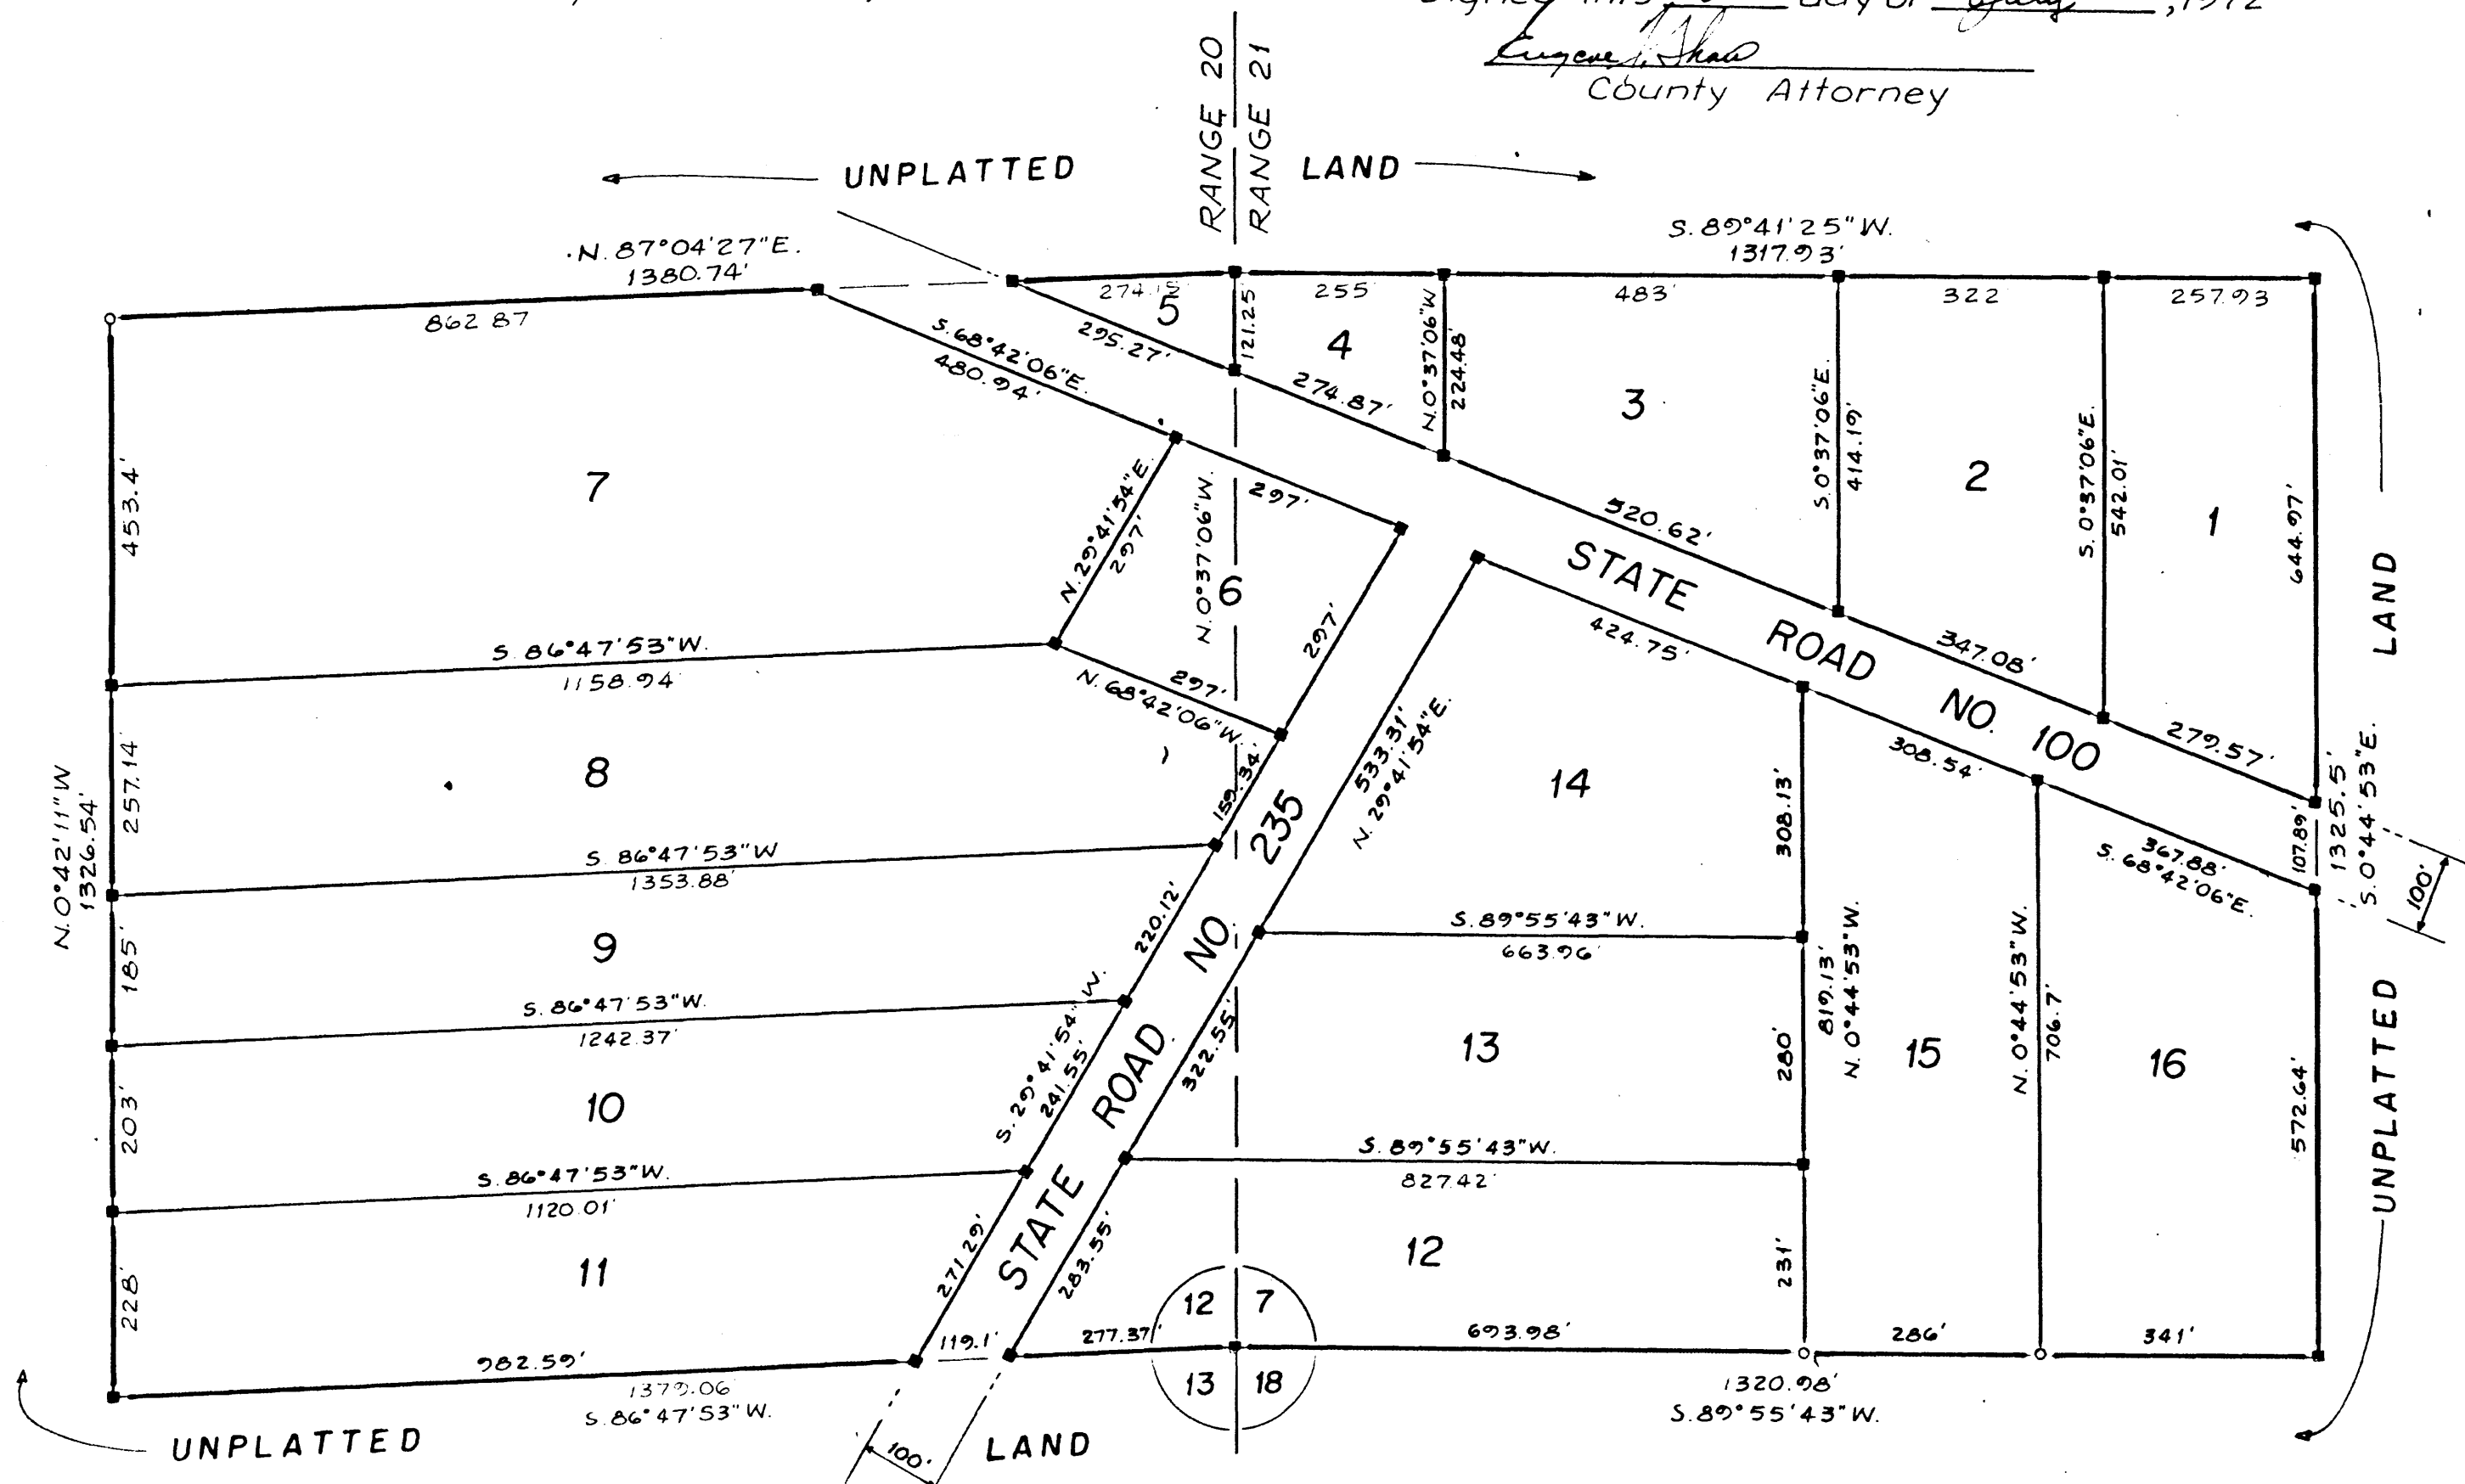 Signed this day of July, 1972
County Attorney
RANGE 20
RANGE 21
UNPLATTED LAND
N. 87°04'27"E.
1380.74'
S. 89°41'25"W.
1317.93'
862.87
274.15
255
483'
322
257.93
5
121.25
295.27'
4
274.87'
N.0°37'06"W
224.48'
3
520.62'
S.0°37'06"E.
414.19'
2
347.08'
S.0°37'06"E.
542.01'
1
644.97'
279.57'
S.68°42'06"E.
480.94'
7
453.4'
N.29°41'54"E.
297'
297'
N.0°37'06"W.
6
297'
297'
N.68°42'06"W.
S. 86°47'53"W.
1158.94
8
257.14'
159.34'
S. 86°47'53"W
1353.88'
N.0°42'11"W
1326.54'
9
185'
220.12'
S. 86°47'53"W.
1242.37'
10
203'
S. 29°41'54"W.
241.55'
S. 86°47'53"W.
1120.01'
11
228'
271.29'
982.59'
1379.06'
S. 86°47'53"W.
119.1'
100'
STATE ROAD NO. 235
STATE ROAD NO. 100
533.31'
N. 29°41'54"E.
424.75'
14
308.13'
S. 89°55'43"W.
663.96'
322.55'
13
280'
819.13'
N. 0°44'53"W.
S. 89°55'43"W.
827.42'
283.55'
12
231'
277.37'
693.98'
12 7
13 18
308.54'
15
N. 0°44'53"W.
706.7'
286'
367.88'
S. 68°42'06"E.
16
572.64'
341'
1320.98'
S. 89°55'43"W.
107.89'
1325.5'
S.0°44'53"E.
100'
UNPLATTED LAND
UNPLATTED LAND